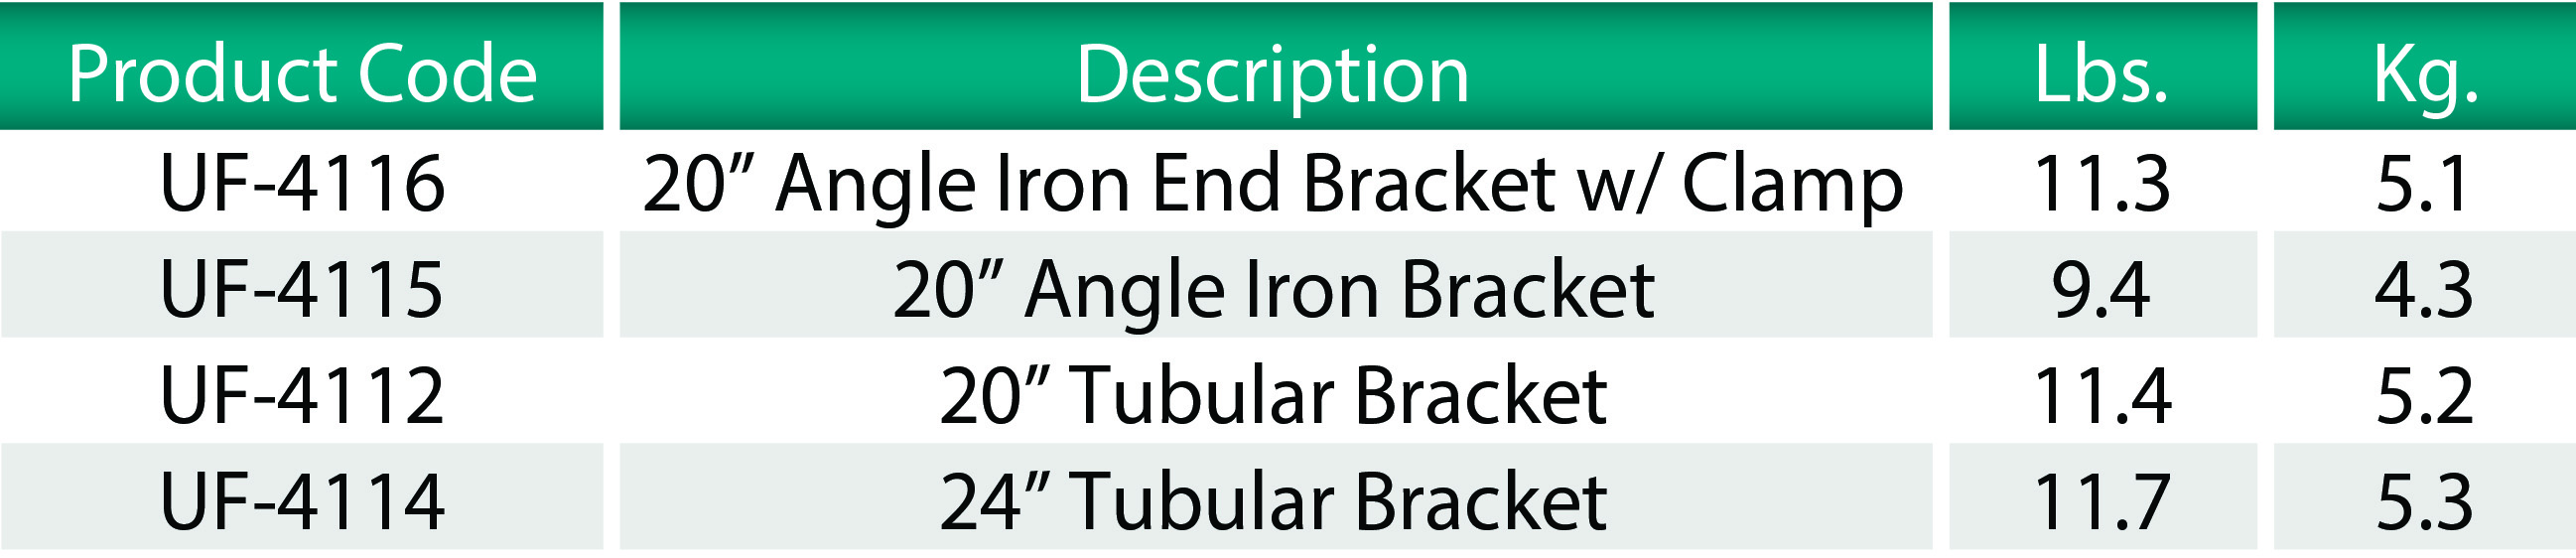 Product Code Description Lbs. Kg.
UF-4116 20” Angle Iron End Bracket w/ Clamp 11.3 5.1
UF-4115 20” Angle Iron Bracket 9.4 4.3
UF-4112 20” Tubular Bracket 11.4 5.2
UF-4114 24” Tubular Bracket 11.7 5.3